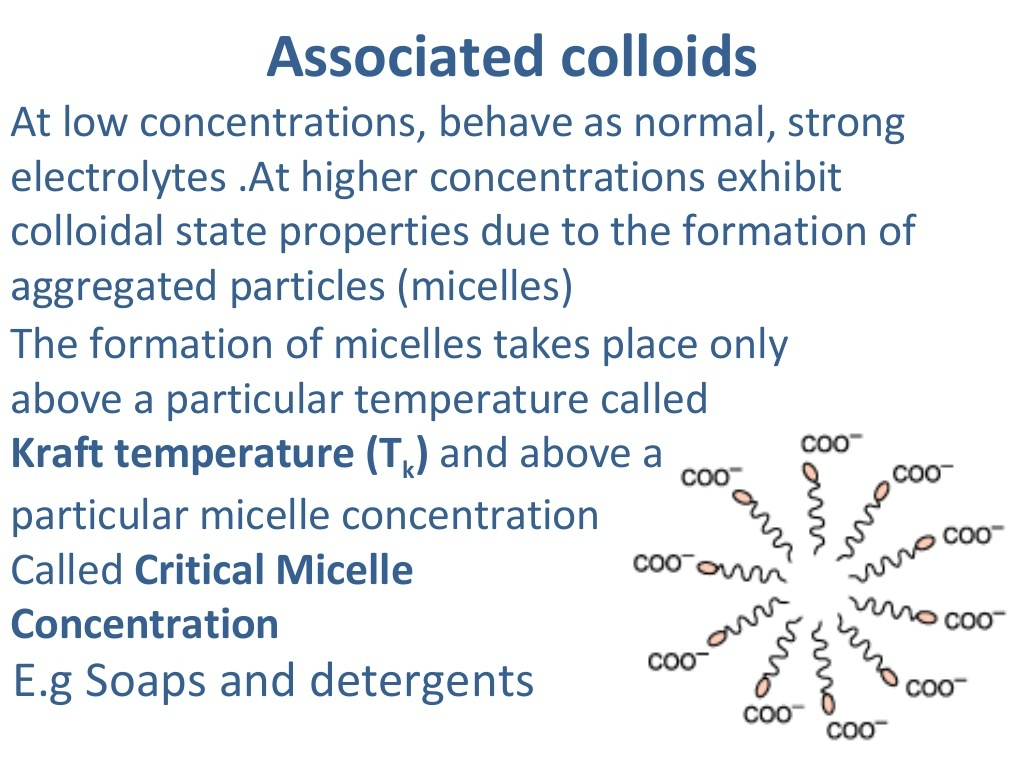 Associated colloids
At low concentrations, behave as normal, strong
electrolytes .At higher concentrations exhibit
colloidal state properties due to the formation of
aggregated particles (micelles)
The formation of micelles takes place only
above a particular temperature called
Kraft temperature (Tk) and above a
particular micelle concentration
Called Critical Micelle
Concentration
E.g Soaps and detergents
COO⁻
COO⁻
COO⁻
COO⁻
COO⁻
COO⁻
COO⁻
COO⁻
COO⁻
COO⁻